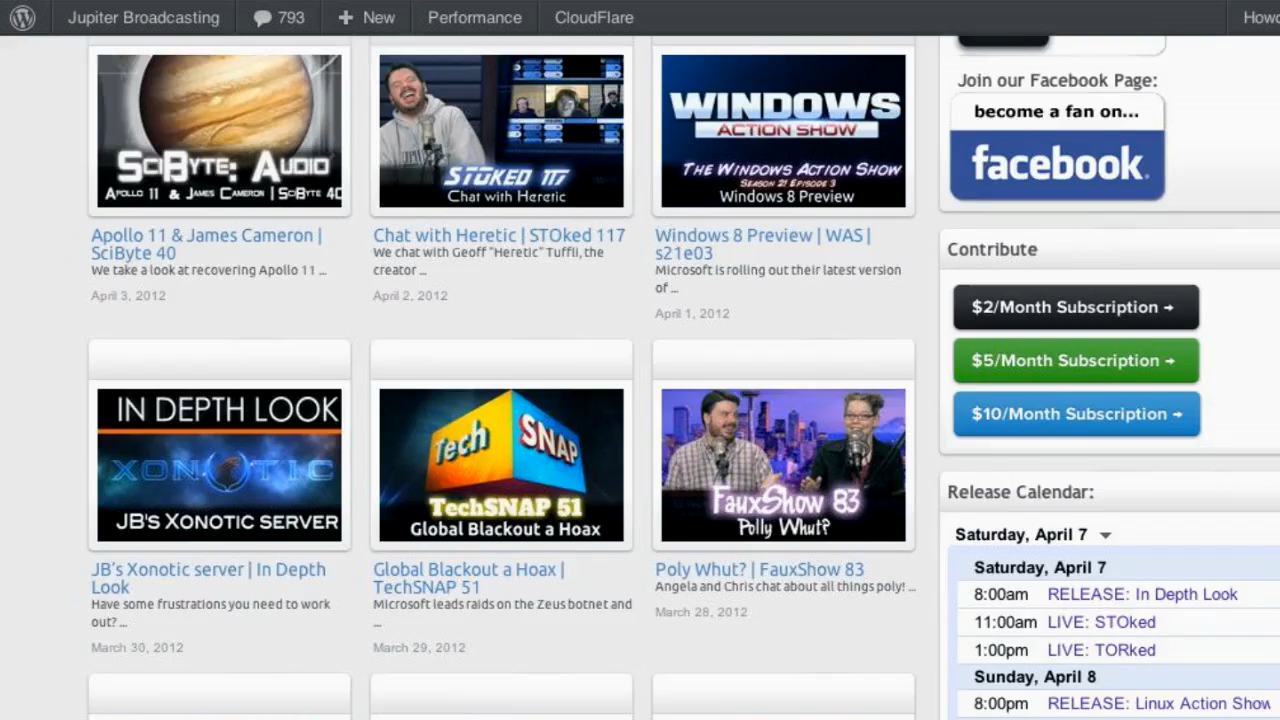 Jupiter Broadcasting
793
New
Performance
CloudFlare
Howd
SciByte: Audio
Apollo 11 & James Cameron | SciByte 40
STOked 117
Chat with Heretic
WINDOWS
ACTION SHOW
The Windows Action Show
Season 21 Episode 3
Windows 8 Preview
Apollo 11 & James Cameron |
SciByte 40
We take a look at recovering Apollo 11 ...
April 3, 2012
Chat with Heretic | STOked 117
We chat with Geoff "Heretic" Tuffli, the
creator ...
April 2, 2012
Windows 8 Preview | WAS |
s21e03
Microsoft is rolling out their latest version
of ...
April 1, 2012
IN DEPTH LOOK
XONOTIC
JB's Xonotic server
Tech SNAP
TechSNAP 51
Global Blackout a Hoax
FauxShow 83
Polly Whut?
JB's Xonotic server | In Depth
Look
Have some frustrations you need to work
out? ...
March 30, 2012
Global Blackout a Hoax |
TechSNAP 51
Microsoft leads raids on the Zeus botnet and
...
March 29, 2012
Poly Whut? | FauxShow 83
Angela and Chris chat about all things poly! ...
March 28, 2012
Join our Facebook Page:
become a fan on...
facebook.
Contribute
$2/Month Subscription →
$5/Month Subscription →
$10/Month Subscription →
Release Calendar:
Saturday, April 7
Saturday, April 7
8:00am RELEASE: In Depth Look
11:00am LIVE: STOked
1:00pm LIVE: TORked
Sunday, April 8
8:00pm RELEASE: Linux Action Show